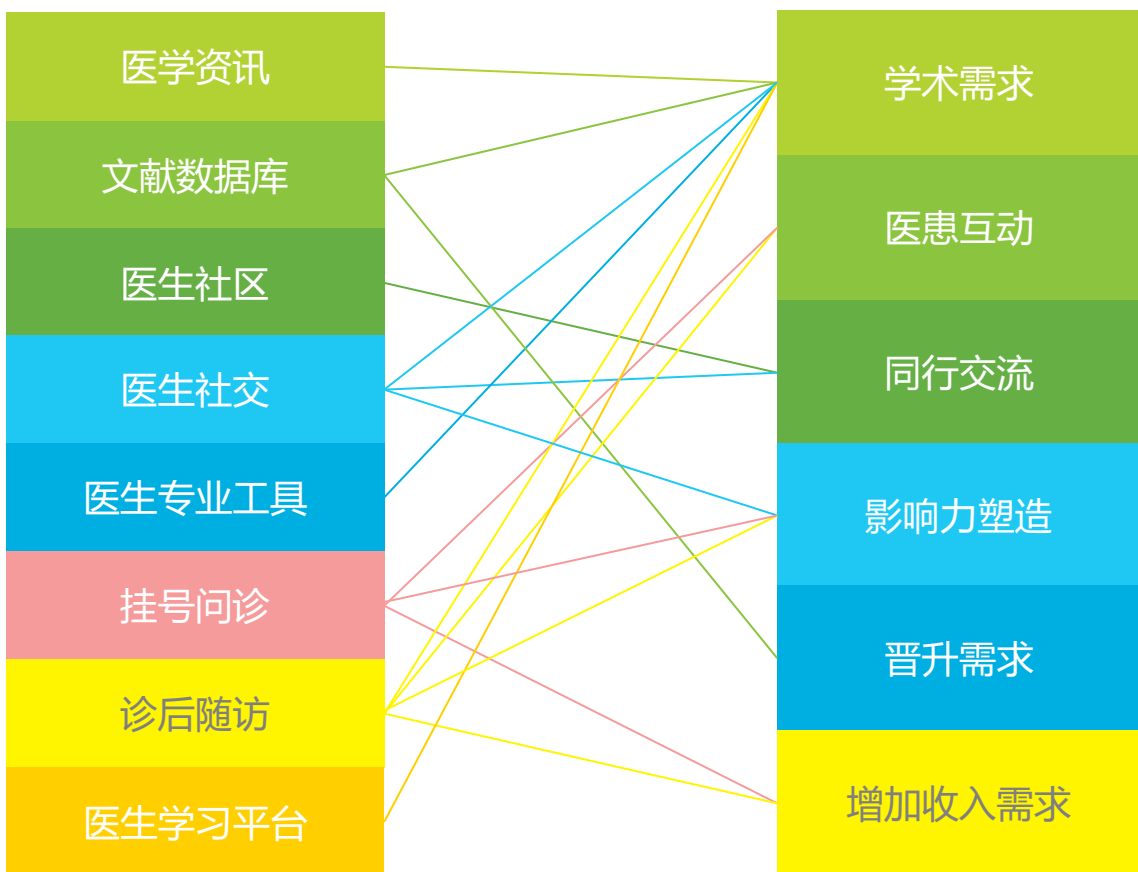 医学资讯
文献数据库
医生社区
医生社交
医生专业工具
挂号问诊
诊后随访
医生学习平台
学术需求
医患互动
同行交流
影响力塑造
晋升需求
增加收入需求